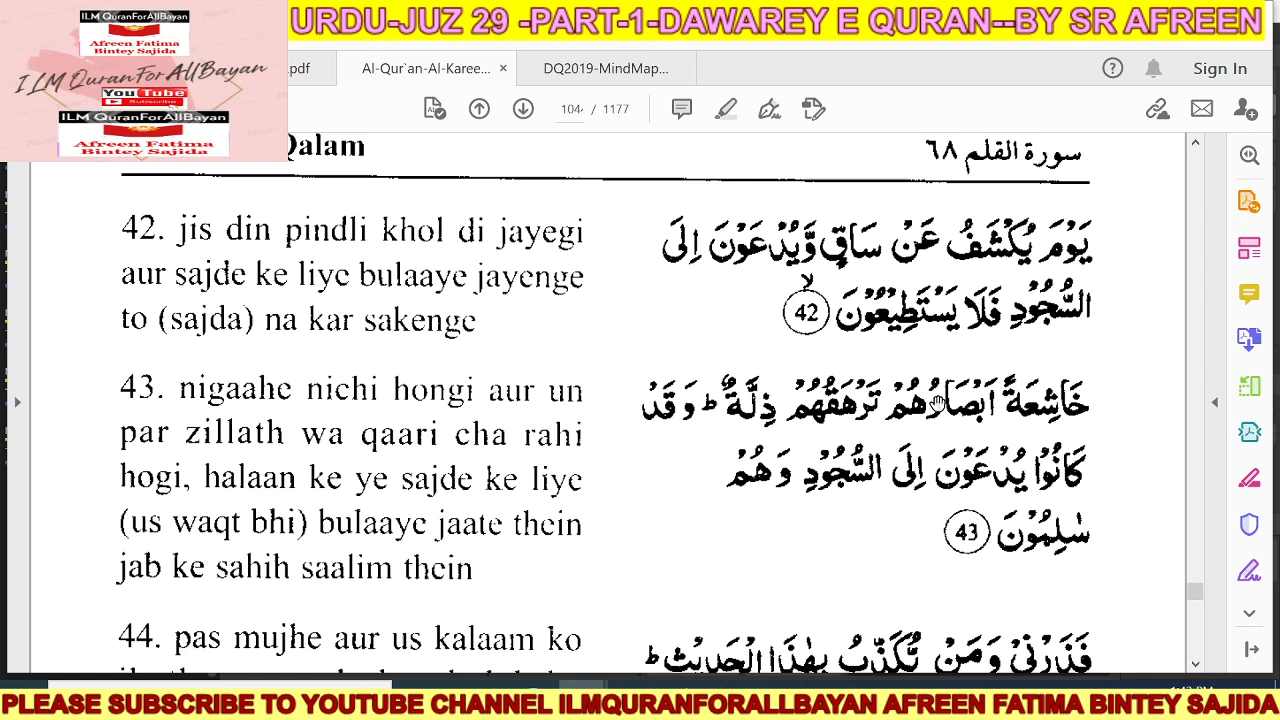 URDU-JUZ 29 -PART-1-DAWAREY E QURAN--BY SR AFREEN
ILM QuranForAllBayan
Afreen Fatima
Bintey Sajida
ILM QuranForAllBayan
YouTube
Subscribe
ILM QuranForAllBayan
Afreen Fatima
Bintey Sajida
.pdf
Al-Qur`an-Al-Karee... ×
DQ2019-MindMap...
Sign In
104 / 1177
Qalam
سورة القلم ٦٨
42. jis din pindli khol di jayegi
aur sajde ke liye bulaaye jayenge
to (sajda) na kar sakenge
يَوْمَ يُكْشَفُ عَنْ سَاقٍ وَّيُدْعَوْنَ اِلَى
السُّجُوْدِ فَلَا يَسْتَطِيْعُوْنَ ۙ 42
43. nigaahe nichi hongi aur un
par zillath wa qaari cha rahi
hogi, halaan ke ye sajde ke liye
(us waqt bhi) bulaaye jaate thein
jab ke sahih saalim thein
خَاشِعَةً اَبْصَارُهُمْ تَرْهَقُهُمْ ذِلَّةٌ ؕ وَقَدْ
كَانُوْا يُدْعَوْنَ اِلَى السُّجُوْدِ وَهُمْ
سٰلِمُوْنَ 43
44. pas mujhe aur us kalaam ko
فَذَرْنِيْ وَمَنْ يُّكَذِّبُ بِهٰذَا الْحَدِيْثِ ؕ
PLEASE SUBSCRIBE TO YOUTUBE CHANNEL ILMQURANFORALLBAYAN AFREEN FATIMA BINTEY SAJIDA